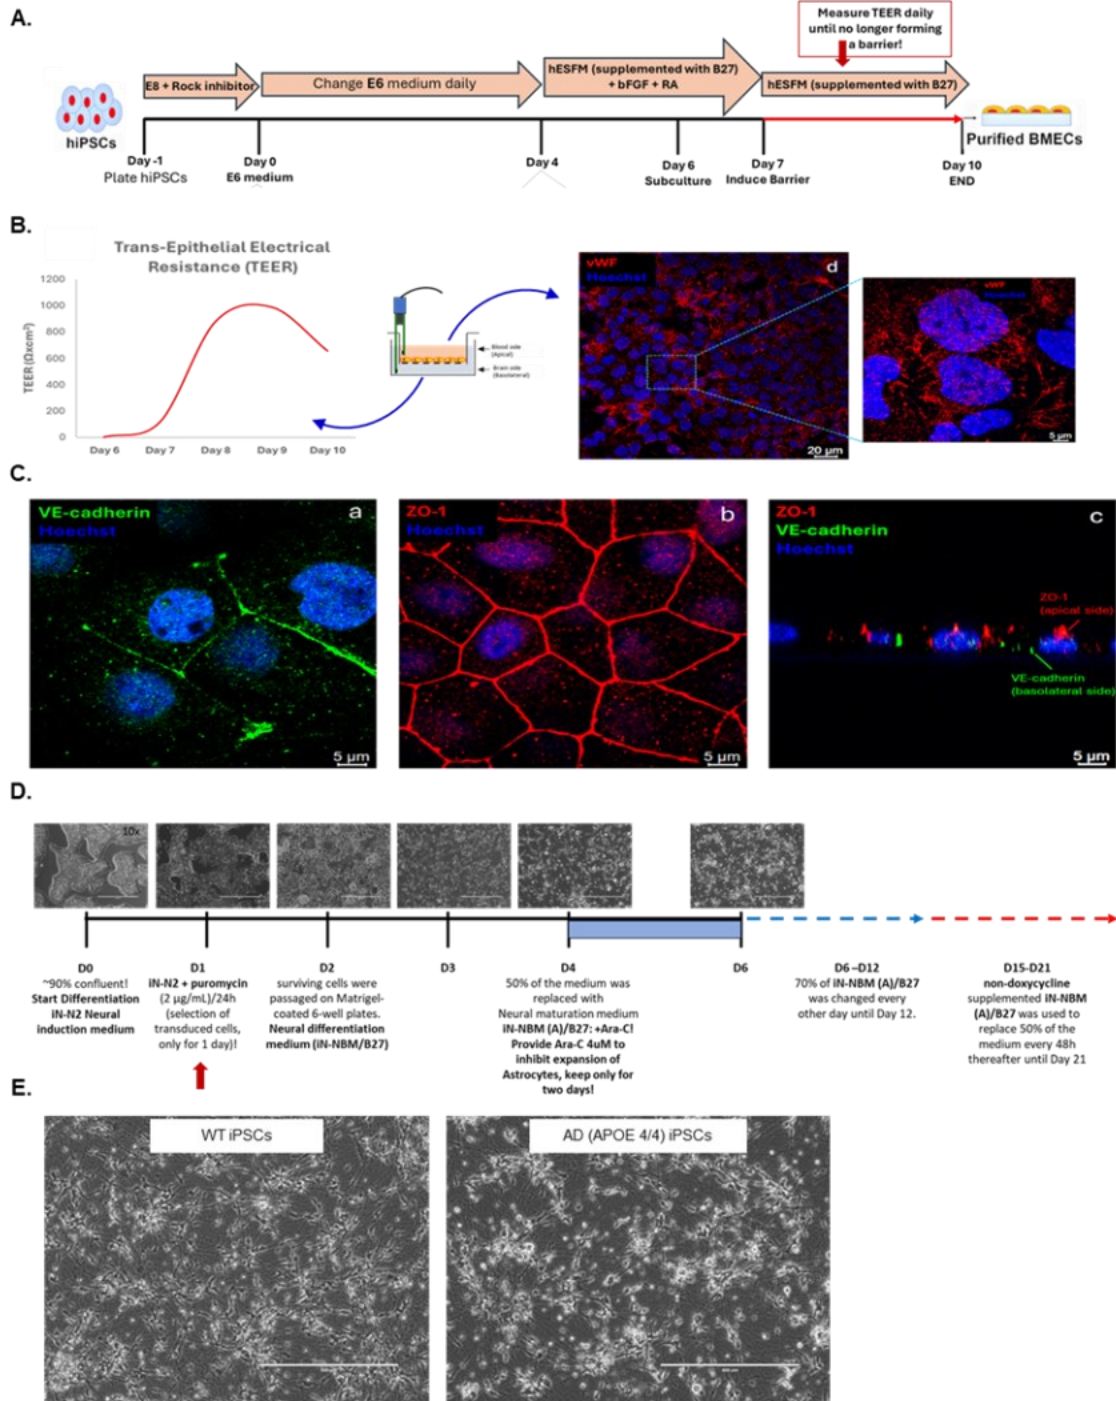 A.
Measure TEER daily
until no longer forming
a barrier!
E8 + Rock inhibitor
Change E6 medium daily
hESFM (supplemented with B27)
+ bFGF + RA
hESFM (supplemented with B27)
hiPSCs
Purified BMECs
Day -1
Plate hiPSCs
Day 0
E6 medium
Day 4
Day 6
Subculture
Day 7
Induce Barrier
Day 10
END
B.
Trans-Epithelial Electrical
Resistance (TEER)
TEER (Ωxcm²)
1200
1000
800
600
400
200
0
Day 6
Day 7
Day 8
Day 9
Day 10
Blood side
(Apical)
Brain side
(Basolateral)
vWF
Hoechst
d
20 µm
vWF
Hoechst
5 µm
C.
VE-cadherin
Hoechst
a
5 µm
ZO-1
Hoechst
b
5 µm
ZO-1
VE-cadherin
Hoechst
c
ZO-1
(apical side)
VE-cadherin
(basolateral side)
5 µm
D.
10x
D0
~90% confluent!
Start Differentiation
iN-N2 Neural
induction medium
D1
iN-N2 + puromycin
(2 µg/mL)/24h
(selection of
transduced cells,
only for 1 day)!
D2
surviving cells were
passaged on Matrigel-
coated 6-well plates.
Neural differentiation
medium (iN-NBM/B27)
D3
D4
50% of the medium was
replaced with
Neural maturation medium
iN-NBM (A)/B27: +Ara-C!
Provide Ara-C 4uM to
inhibit expansion of
Astrocytes, keep only for
two days!
D6
D6 –D12
70% of iN-NBM (A)/B27
was changed every
other day until Day 12.
D15-D21
non-doxycycline
supplemented iN-NBM
(A)/B27 was used to
replace 50% of the
medium every 48h
thereafter until Day 21
E.
WT iPSCs
AD (APOE 4/4) iPSCs